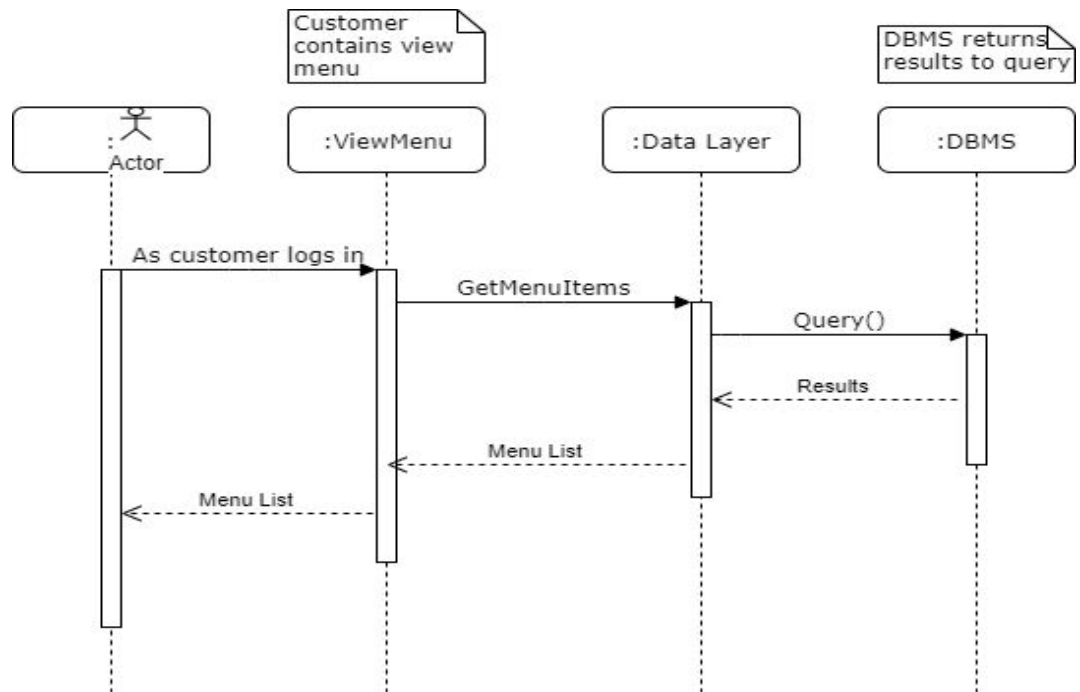 Customer
contains view
menu
DBMS returns
results to query
:
Actor
:ViewMenu
:Data Layer
:DBMS
As customer logs in
GetMenuItems
Query()
Results
Menu List
Menu List